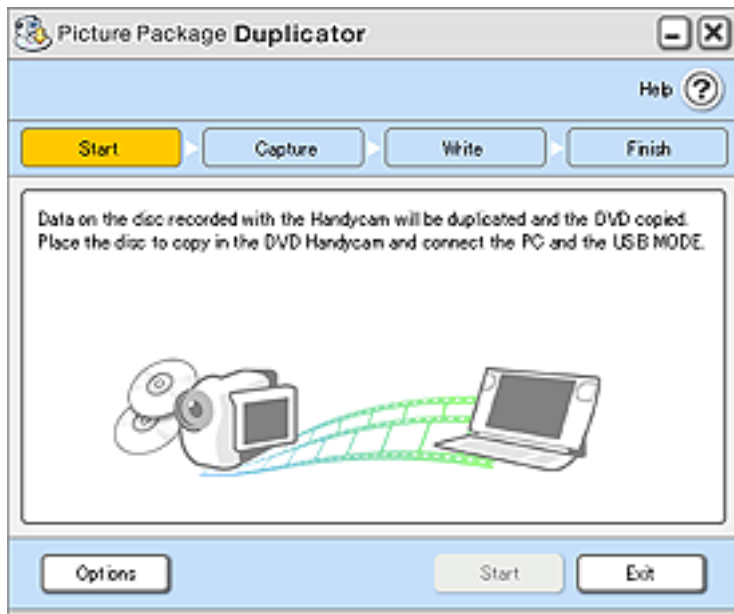 Picture Package Duplicator
Help ?
Start Capture Write Finish
Data on the disc recorded with the Handycam will be duplicated and the DVD copied.
Place the disc to copy in the DVD Handycam and connect the PC and the USB MODE.
Options Start Exit